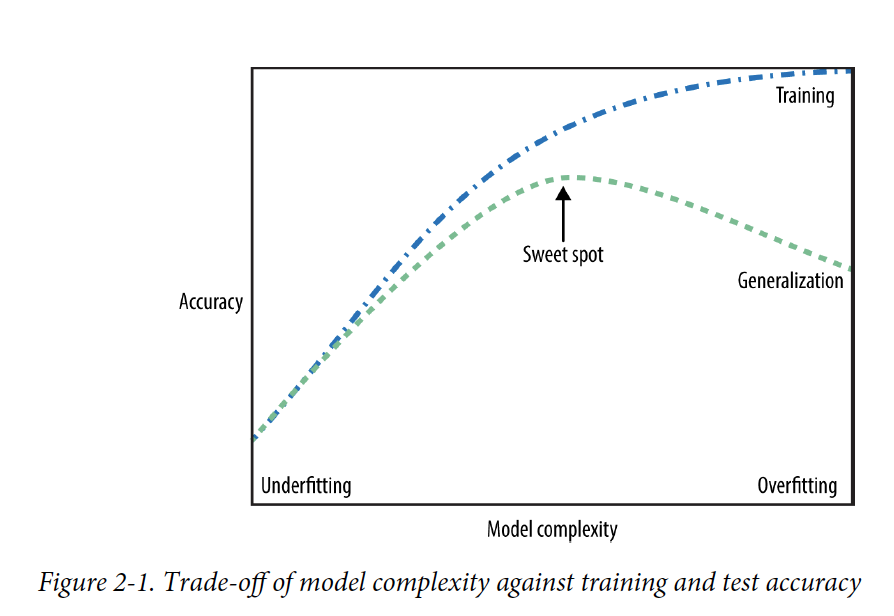 Training
Sweet spot
Generalization
Accuracy
Underfitting
Overfitting
Model complexity
Figure 2-1. Trade-off of model complexity against training and test accuracy